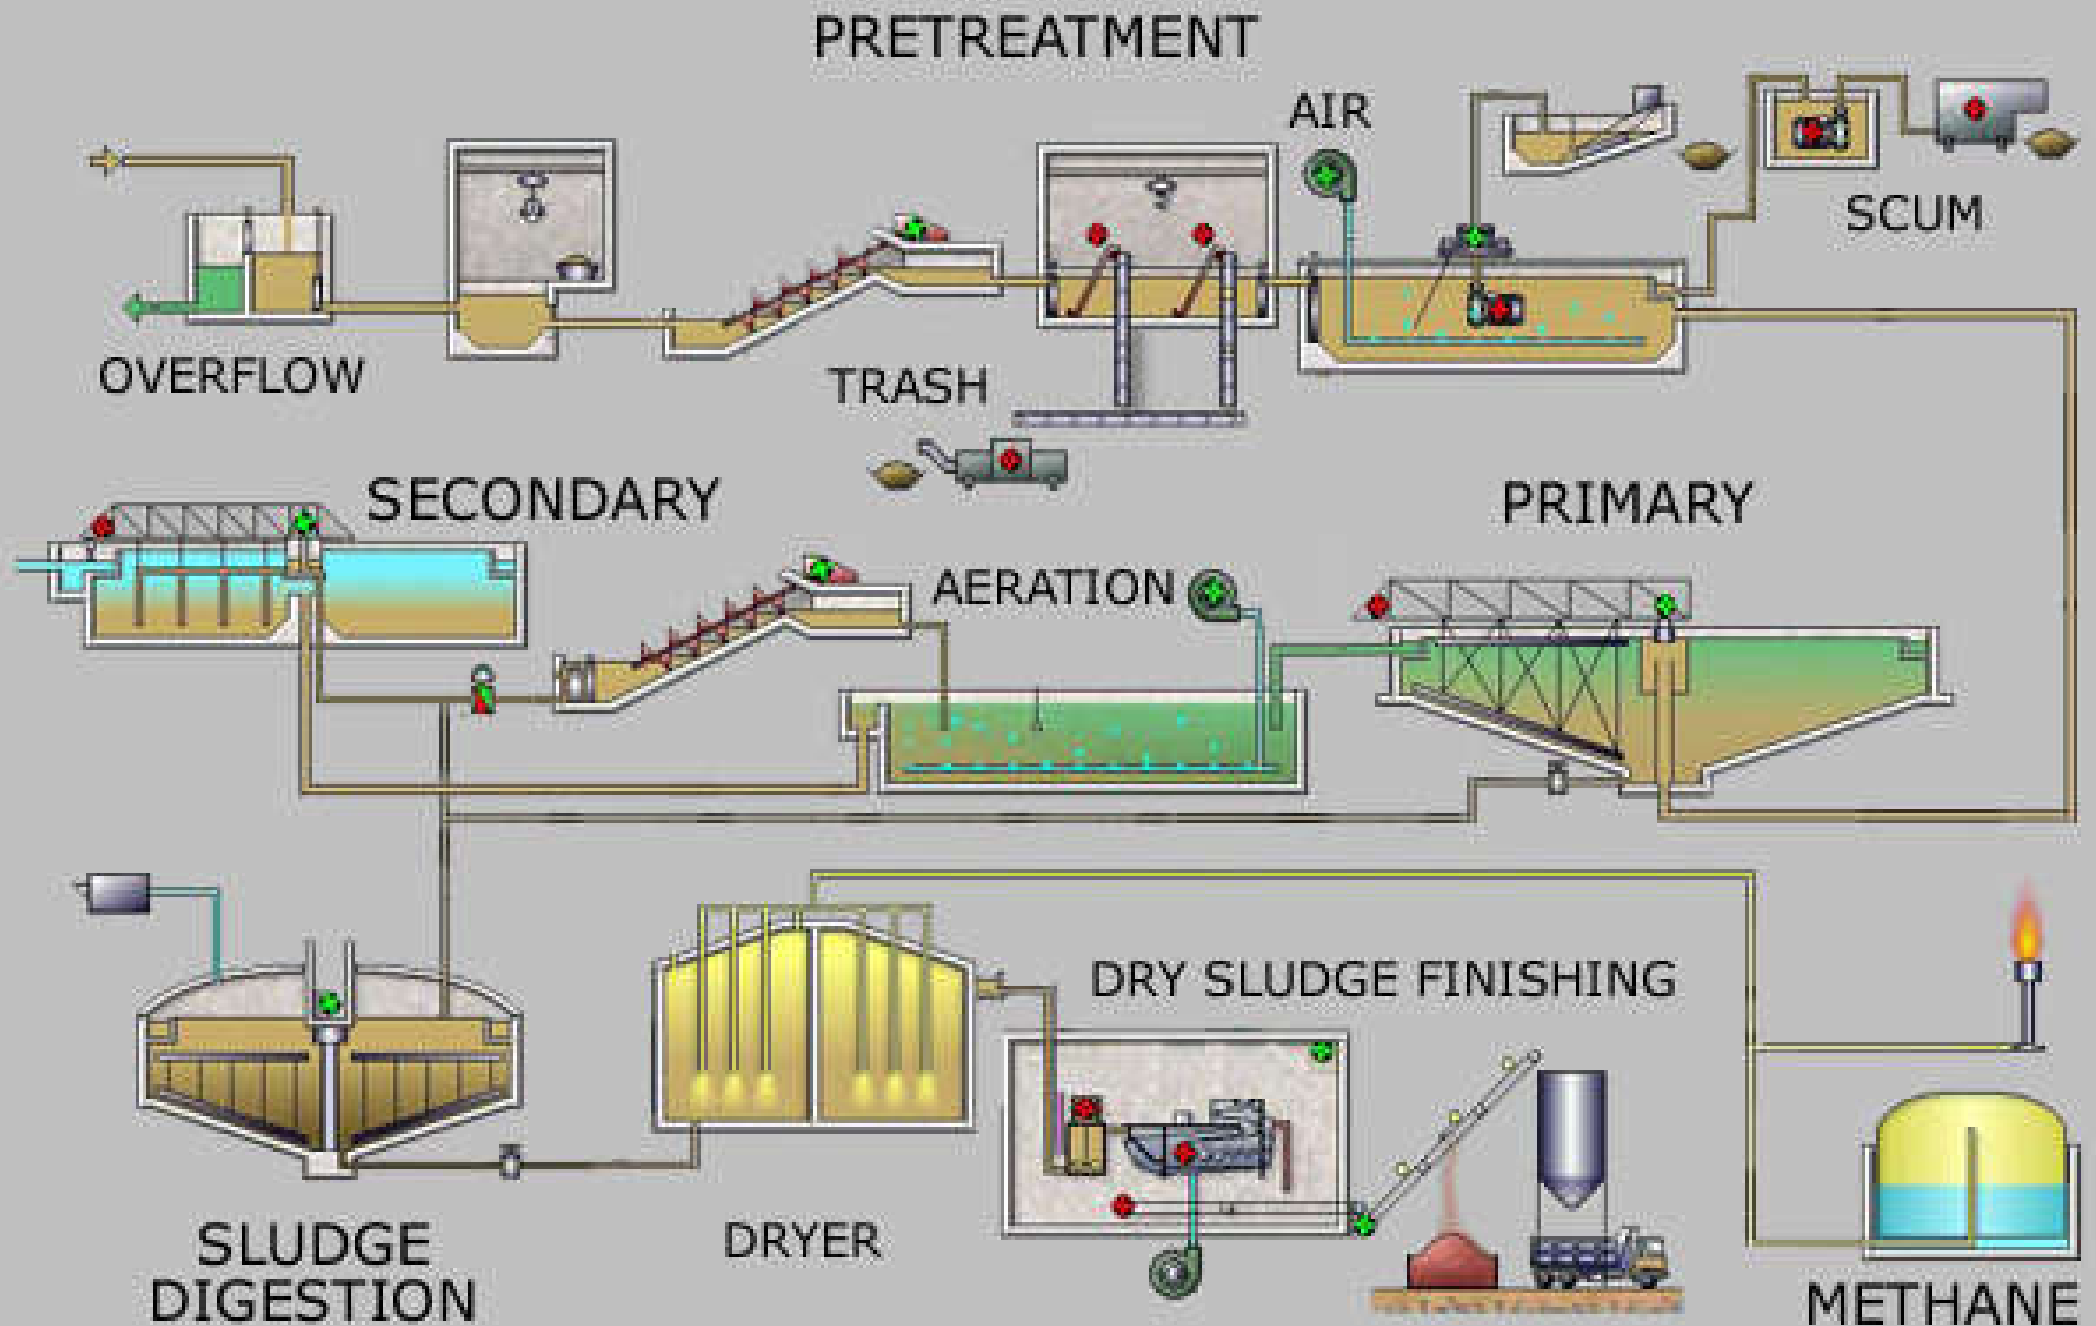 PRETREATMENT
AIR
SCUM
OVERFLOW
TRASH
SECONDARY
PRIMARY
AERATION
DRY SLUDGE FINISHING
SLUDGE
DIGESTION
DRYER
METHANE